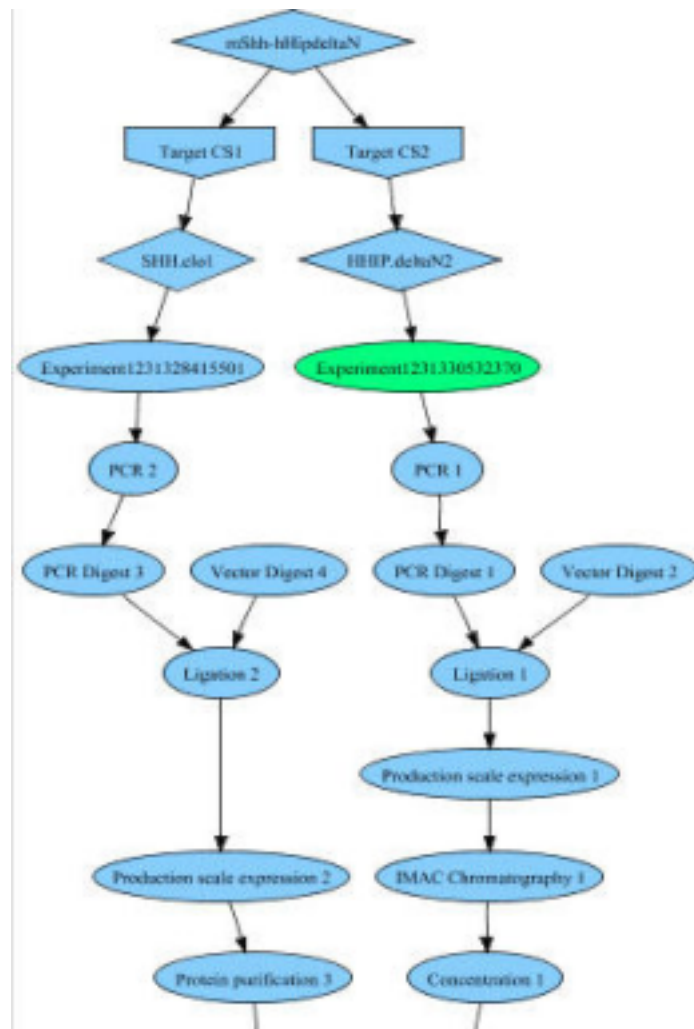 mShh-hHipdeltaN
Target CS1
Target CS2
SHH.clo1
HHIP.deltaN2
Experiment1231328415501
Experiment1231330532370
PCR 2
PCR 1
PCR Digest 3
Vector Digest 4
PCR Digest 1
Vector Digest 2
Ligation 2
Ligation 1
Production scale expression 1
Production scale expression 2
IMAC Chromatography 1
Protein purification 3
Concentration 1